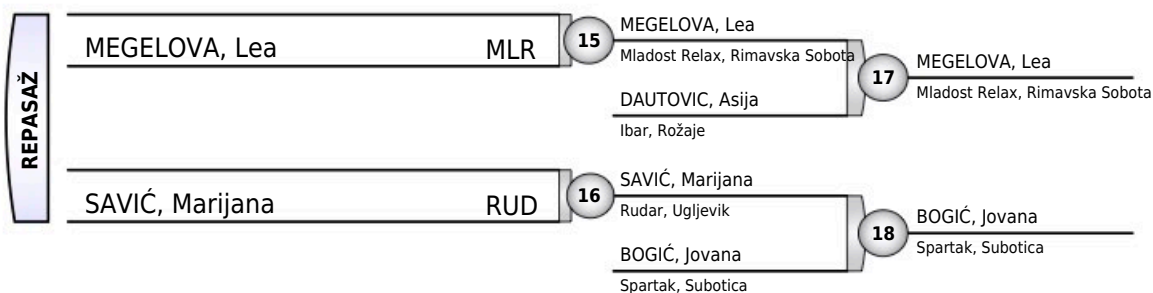 REPASAŽ
MEGELOVA, Lea MLR
15
MEGELOVA, Lea
Mladost Relax, Rimavska Sobota
DAUTOVIC, Asija
Ibar, Rožaje
17
MEGELOVA, Lea
Mladost Relax, Rimavska Sobota
SAVIĆ, Marijana RUD
16
SAVIĆ, Marijana
Rudar, Ugljevik
BOGIĆ, Jovana
Spartak, Subotica
18
BOGIĆ, Jovana
Spartak, Subotica